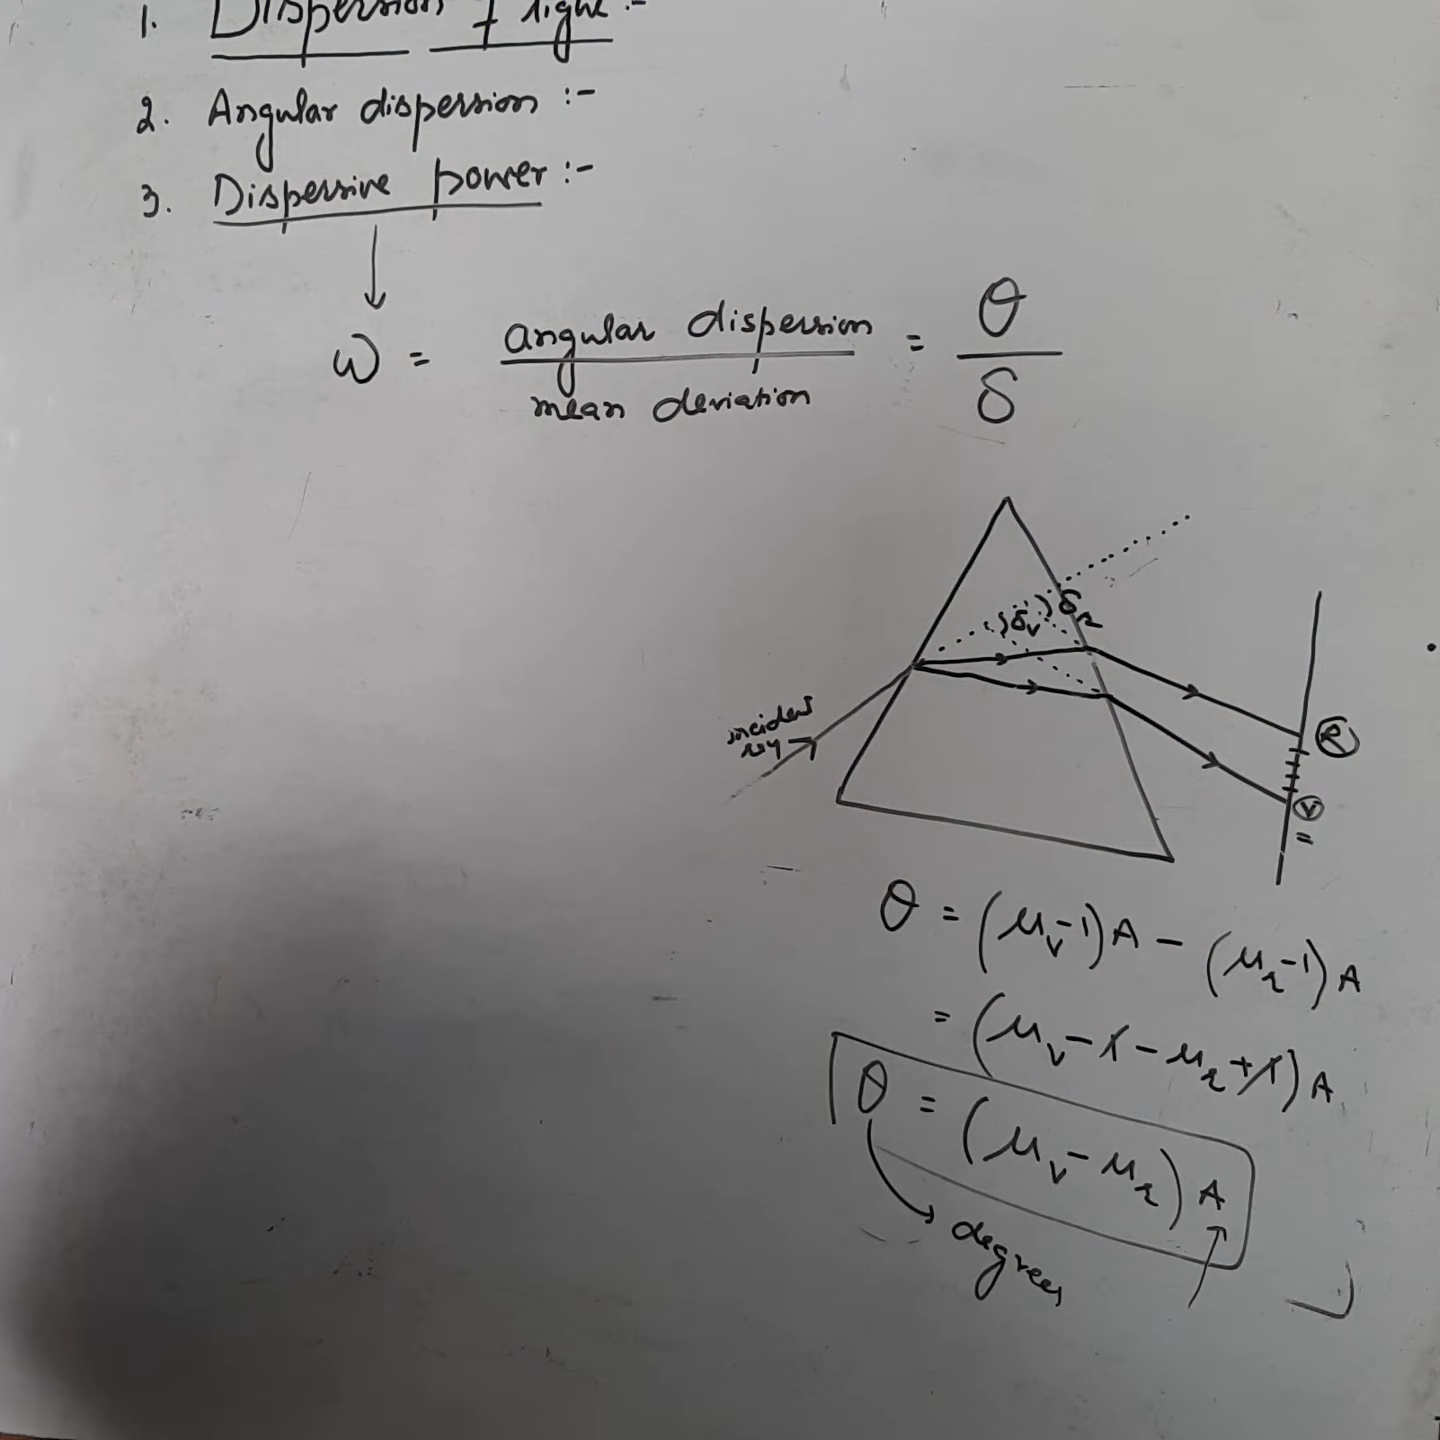 1. Dispersion of light :-
2. Angular dispersion :-
3. Dispersive power :-
ω = angular dispersion / mean deviation = θ / δ
δv δr
incident ray
R
V
θ = (μv-1)A - (μr-1)A
= (μv - 1 - μr + 1)A
θ = (μv - μr)A
degrees